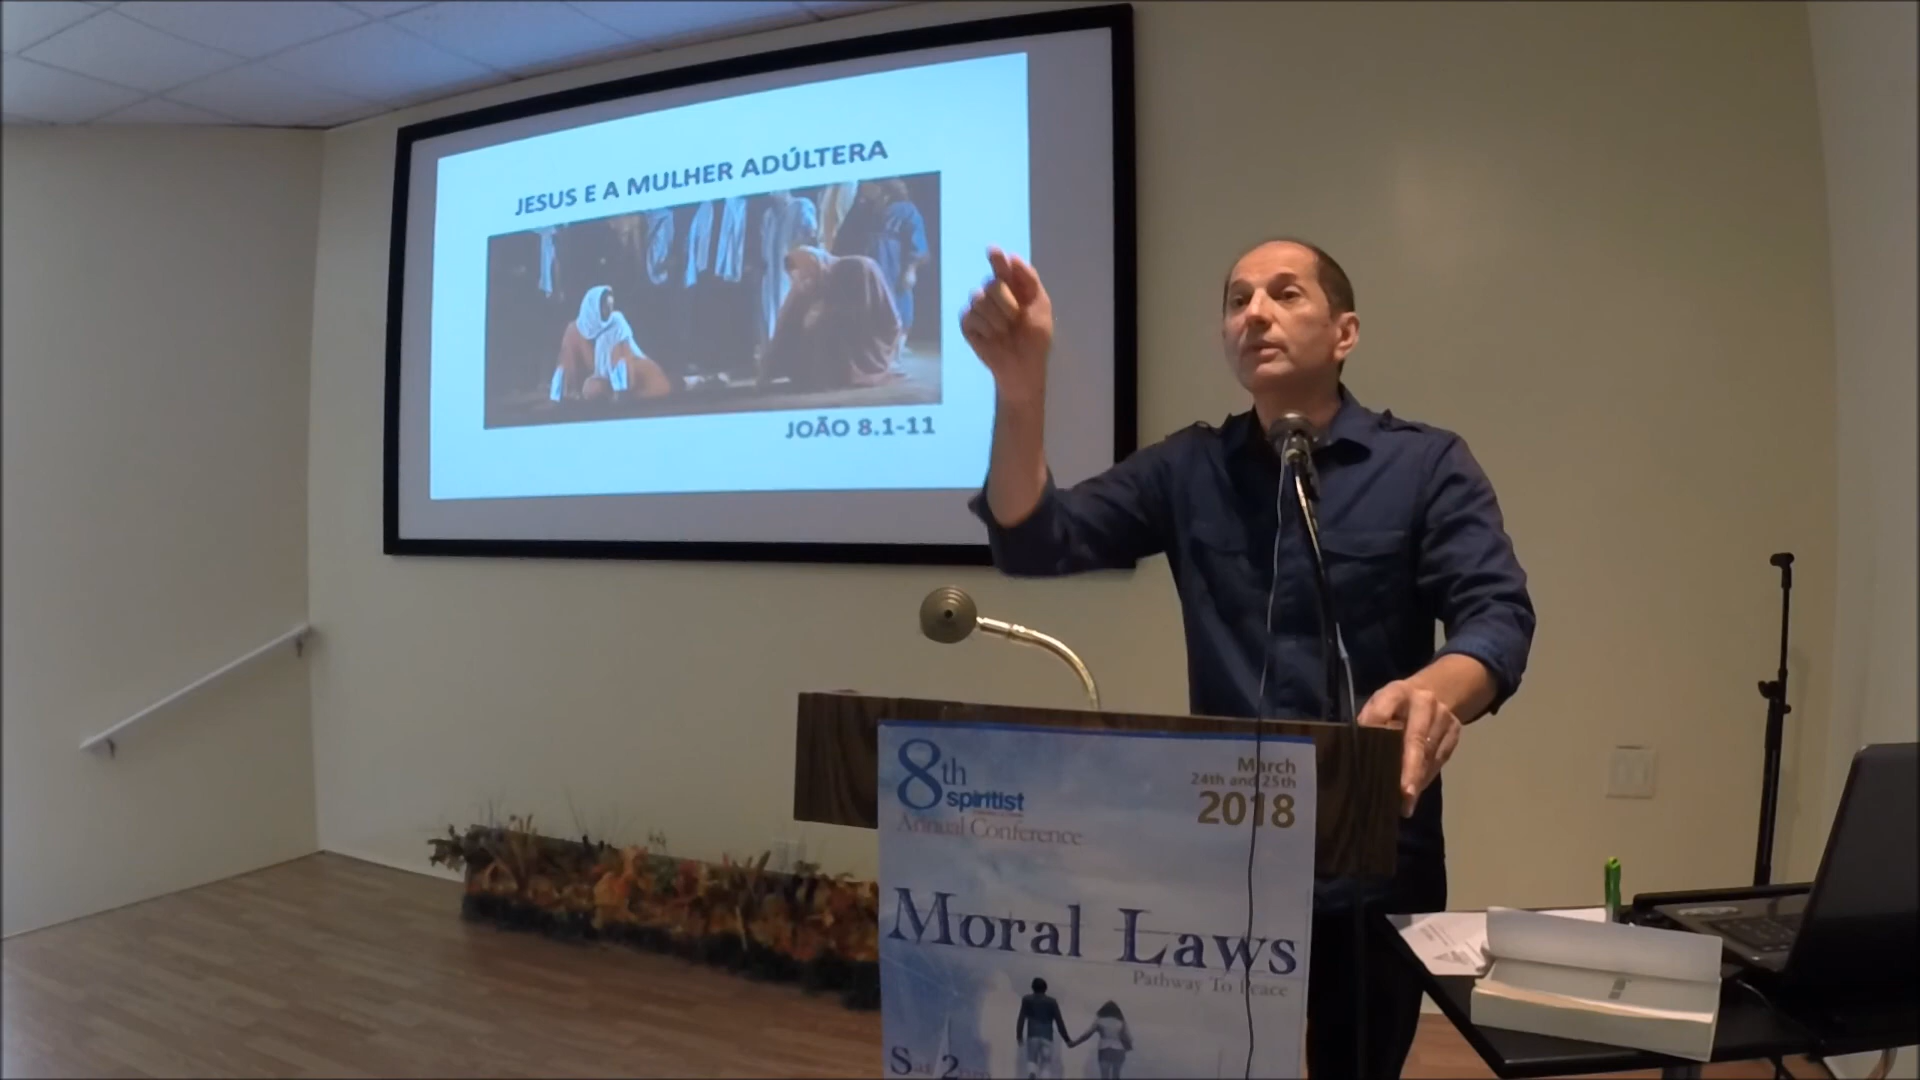 JESUS E A MULHER ADÚLTERA
JOÃO 8.1-11
8th
spiritist
Annual Conference
March
24th and 25th
2018
Moral Laws
Pathway To Peace